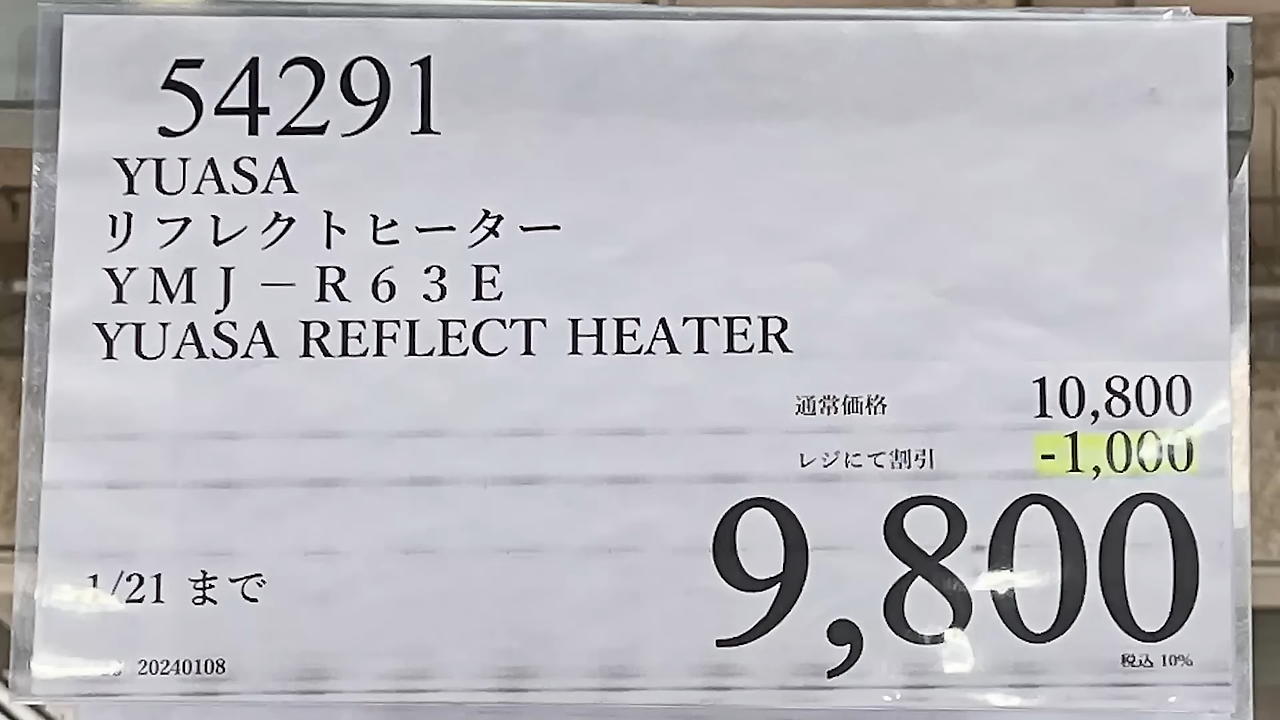 54291
YUASA
リフレクトヒーター
ＹＭＪ－Ｒ６３Ｅ
YUASA REFLECT HEATER
通常価格 10,800
レジにて割引 -1,000
9,800
1/21 まで
20240108
税込 10%